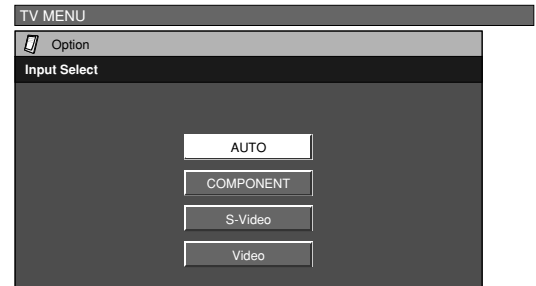 TV MENU
Option
Input Select
AUTO
COMPONENT
S-Video
Video